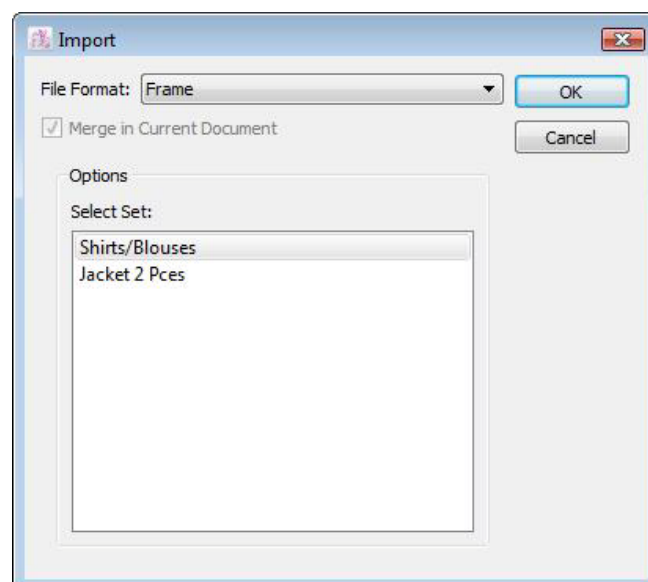 Import
File Format: Frame
OK
Merge in Current Document
Cancel
Options
Select Set:
Shirts/Blouses
Jacket 2 Pces